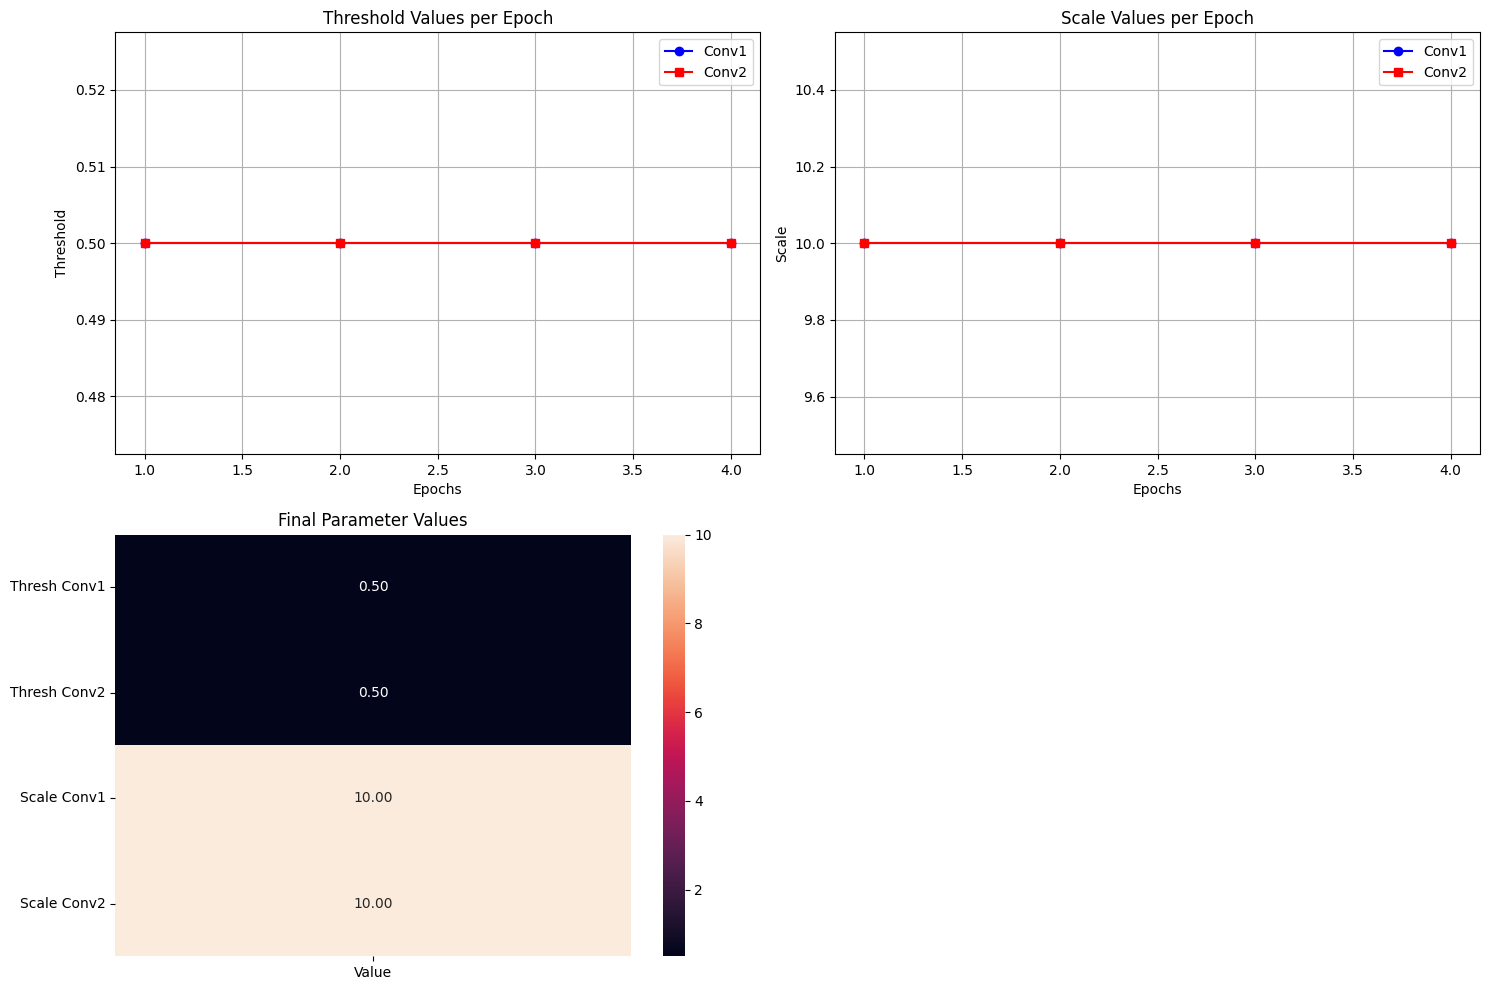 Threshold Values per Epoch
Conv1
Conv2
0.52
0.51
0.50
0.49
0.48
Threshold
1.0 1.5 2.0 2.5 3.0 3.5 4.0
Epochs
Scale Values per Epoch
Conv1
Conv2
10.4
10.2
10.0
9.8
9.6
Scale
1.0 1.5 2.0 2.5 3.0 3.5 4.0
Epochs
Final Parameter Values
Thresh Conv1 0.50
Thresh Conv2 0.50
Scale Conv1 10.00
Scale Conv2 10.00
Value
10
8
6
4
2